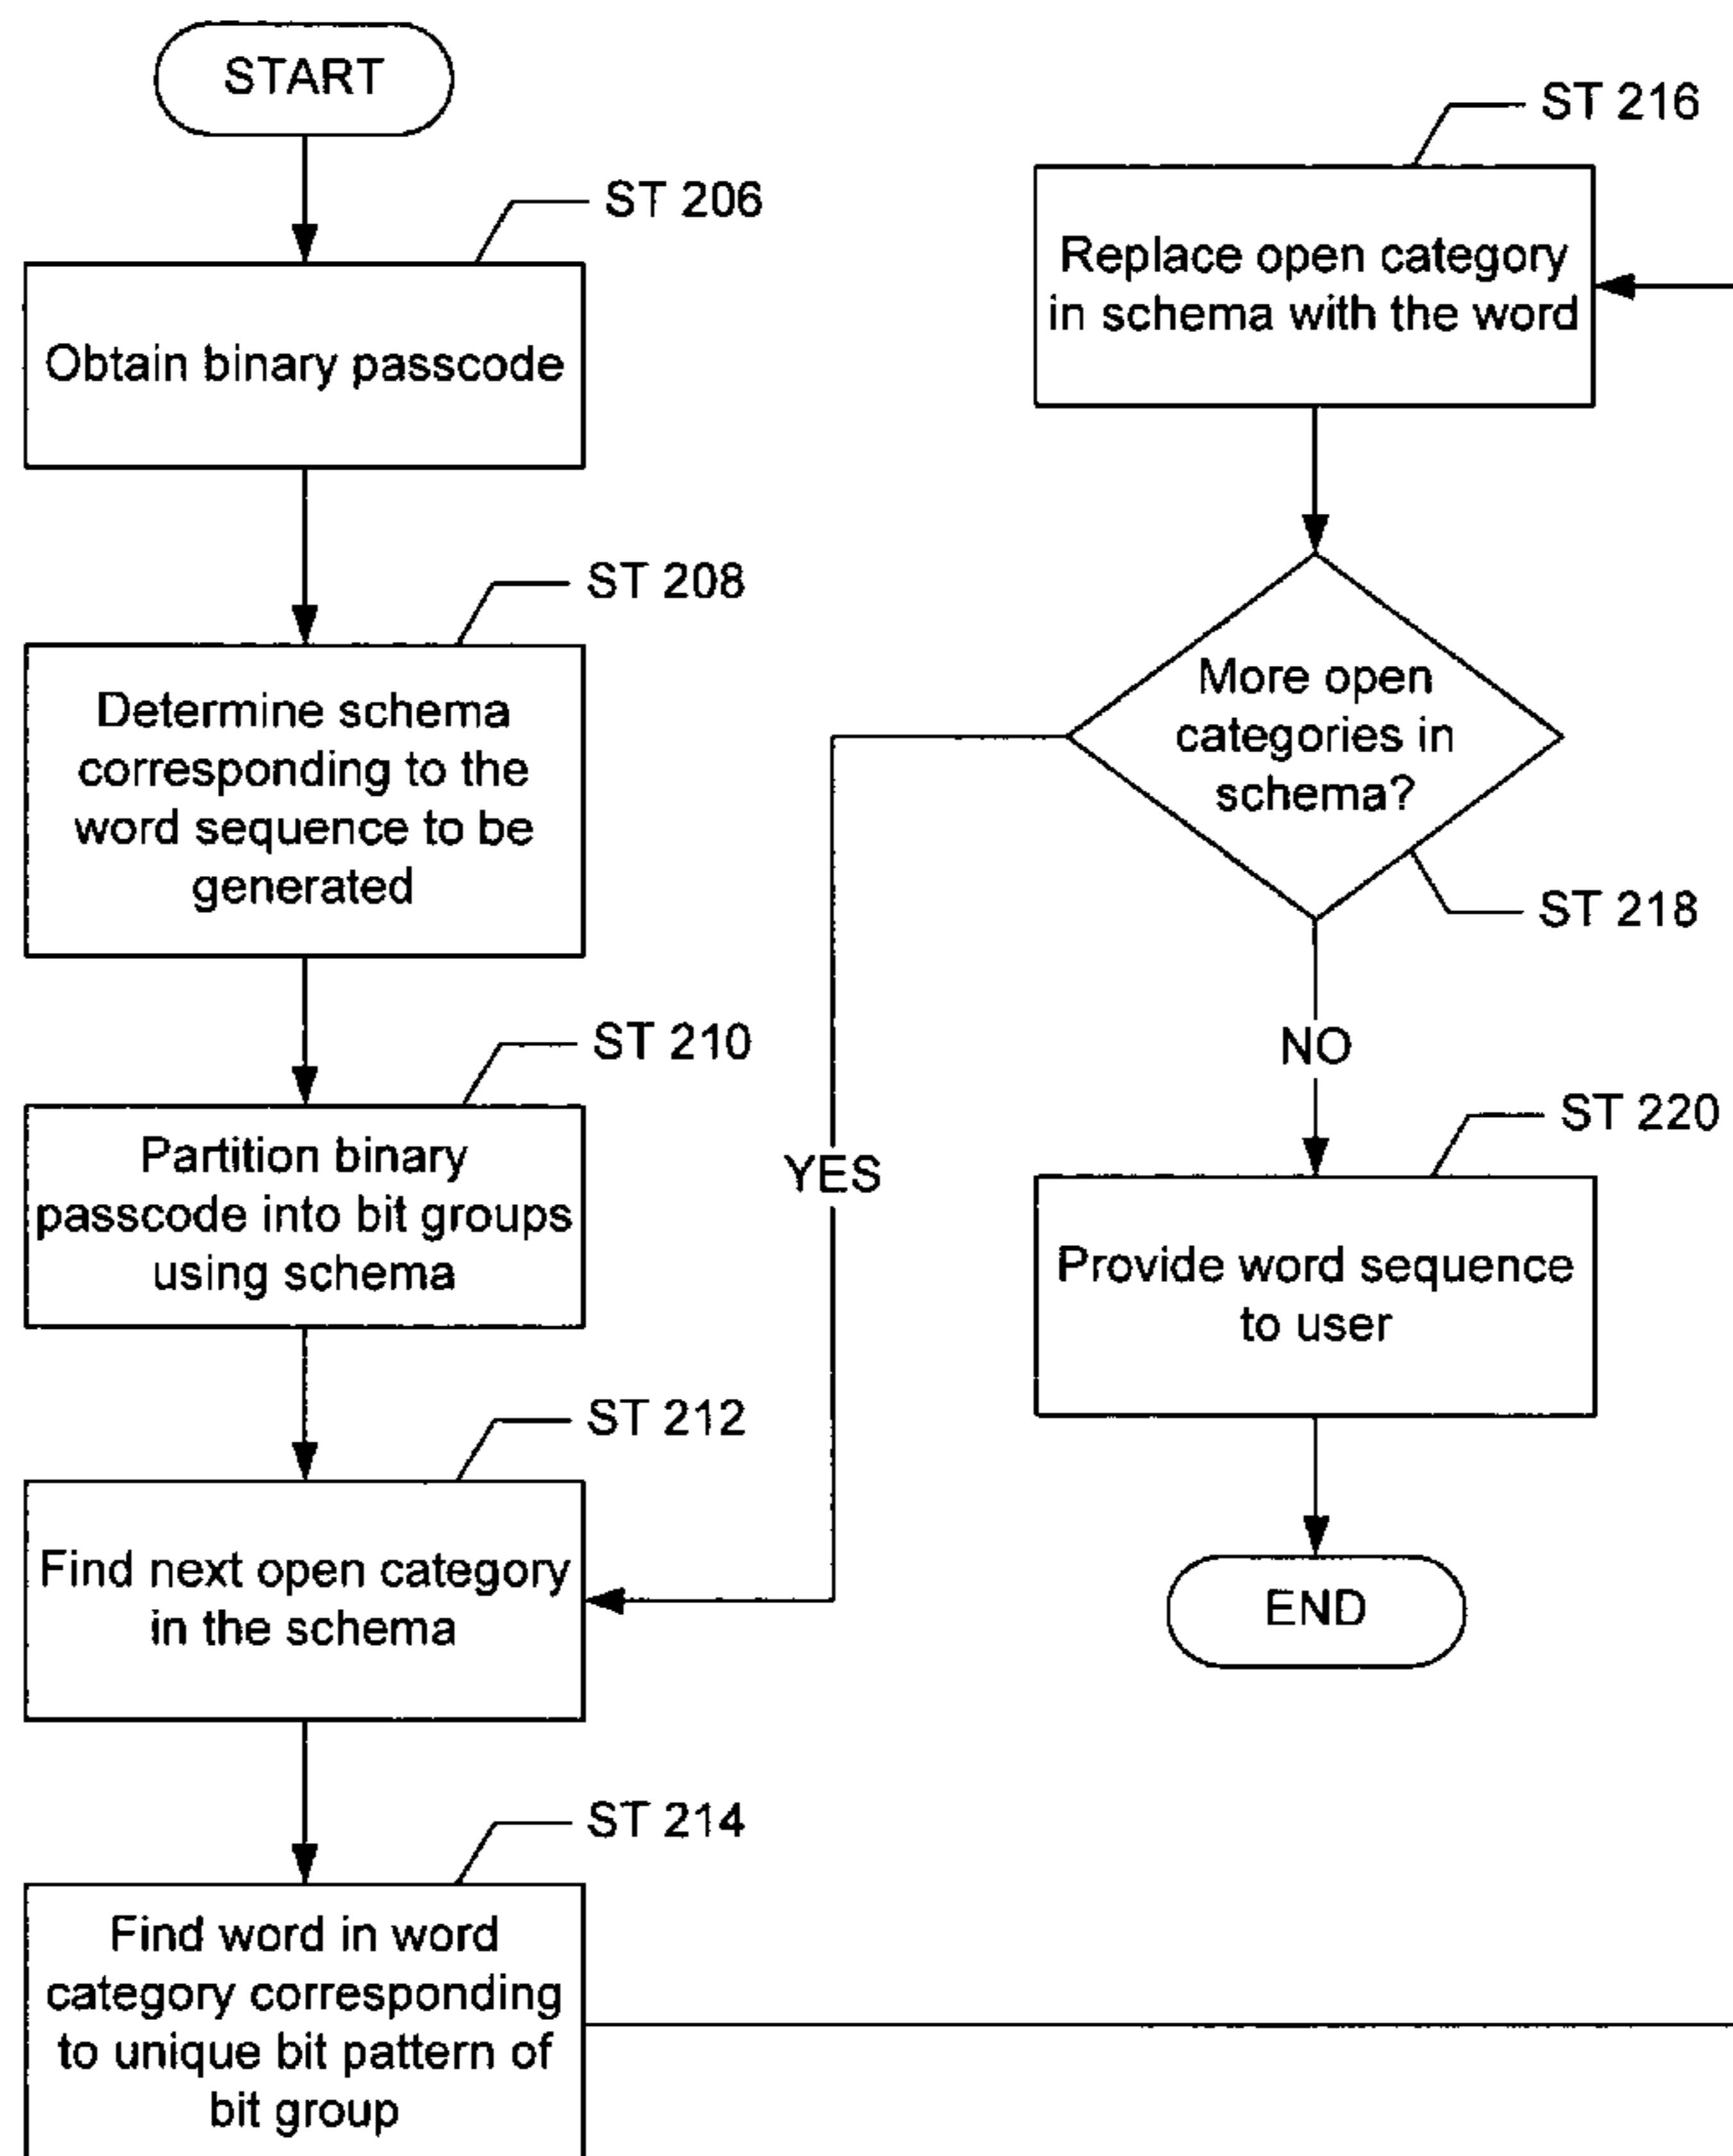 START
ST 206
Obtain binary passcode
ST 208
Determine schema
corresponding to the
word sequence to be
generated
ST 210
Partition binary
passcode into bit groups
using schema
ST 212
Find next open category
in the schema
ST 214
Find word in word
category corresponding
to unique bit pattern of
bit group
ST 216
Replace open category
in schema with the word
More open
categories in
schema?
ST 218
YES
NO
ST 220
Provide word sequence
to user
END